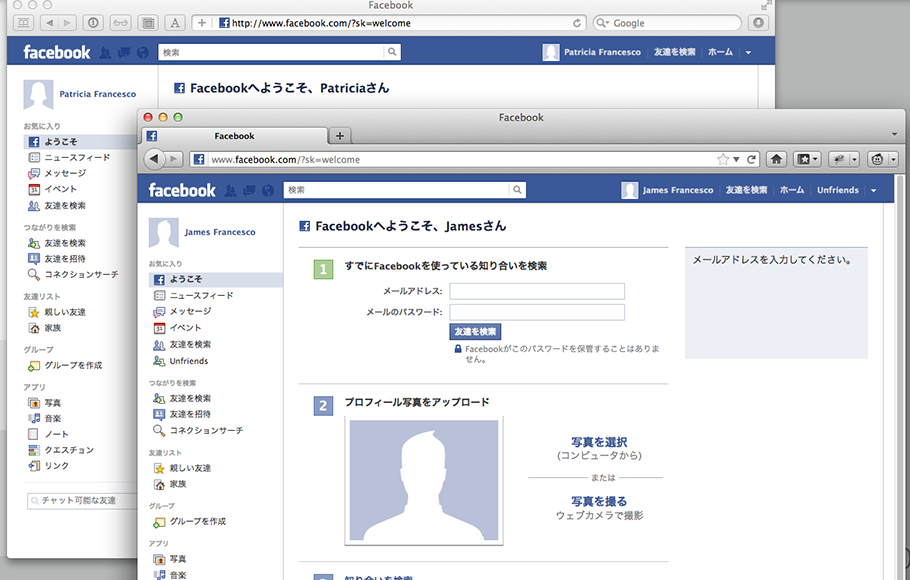 Facebook
http://www.facebook.com/?sk=welcome
Google
facebook
検索
Patricia Francesco
友達を検索
ホーム
Patricia Francesco
Facebookへようこそ、Patriciaさん
お気に入り
ようこそ
ニュースフィード
メッセージ
イベント
友達を検索
つながりを検索
友達を検索
友達を招待
コネクションサーチ
友達リスト
親しい友達
家族
グループ
グループを作成
アプリ
写真
音楽
ノート
クエスチョン
リンク
チャット可能な友達
Facebook
Facebook
www.facebook.com/?sk=welcome
facebook
検索
James Francesco
友達を検索
ホーム
Unfriends
James Francesco
お気に入り
ようこそ
ニュースフィード
メッセージ
イベント
友達を検索
Unfriends
つながりを検索
友達を検索
友達を招待
コネクションサーチ
友達リスト
親しい友達
家族
グループ
グループを作成
アプリ
写真
音楽
Facebookへようこそ、Jamesさん
1 すでにFacebookを使っている知り合いを検索
メールアドレス:
メールのパスワード:
友達を検索
Facebookがこのパスワードを保管することはありま
せん。
2 プロフィール写真をアップロード
写真を選択
(コンピュータから)
または
写真を撮る
ウェブカメラで撮影
メールアドレスを入力してください。